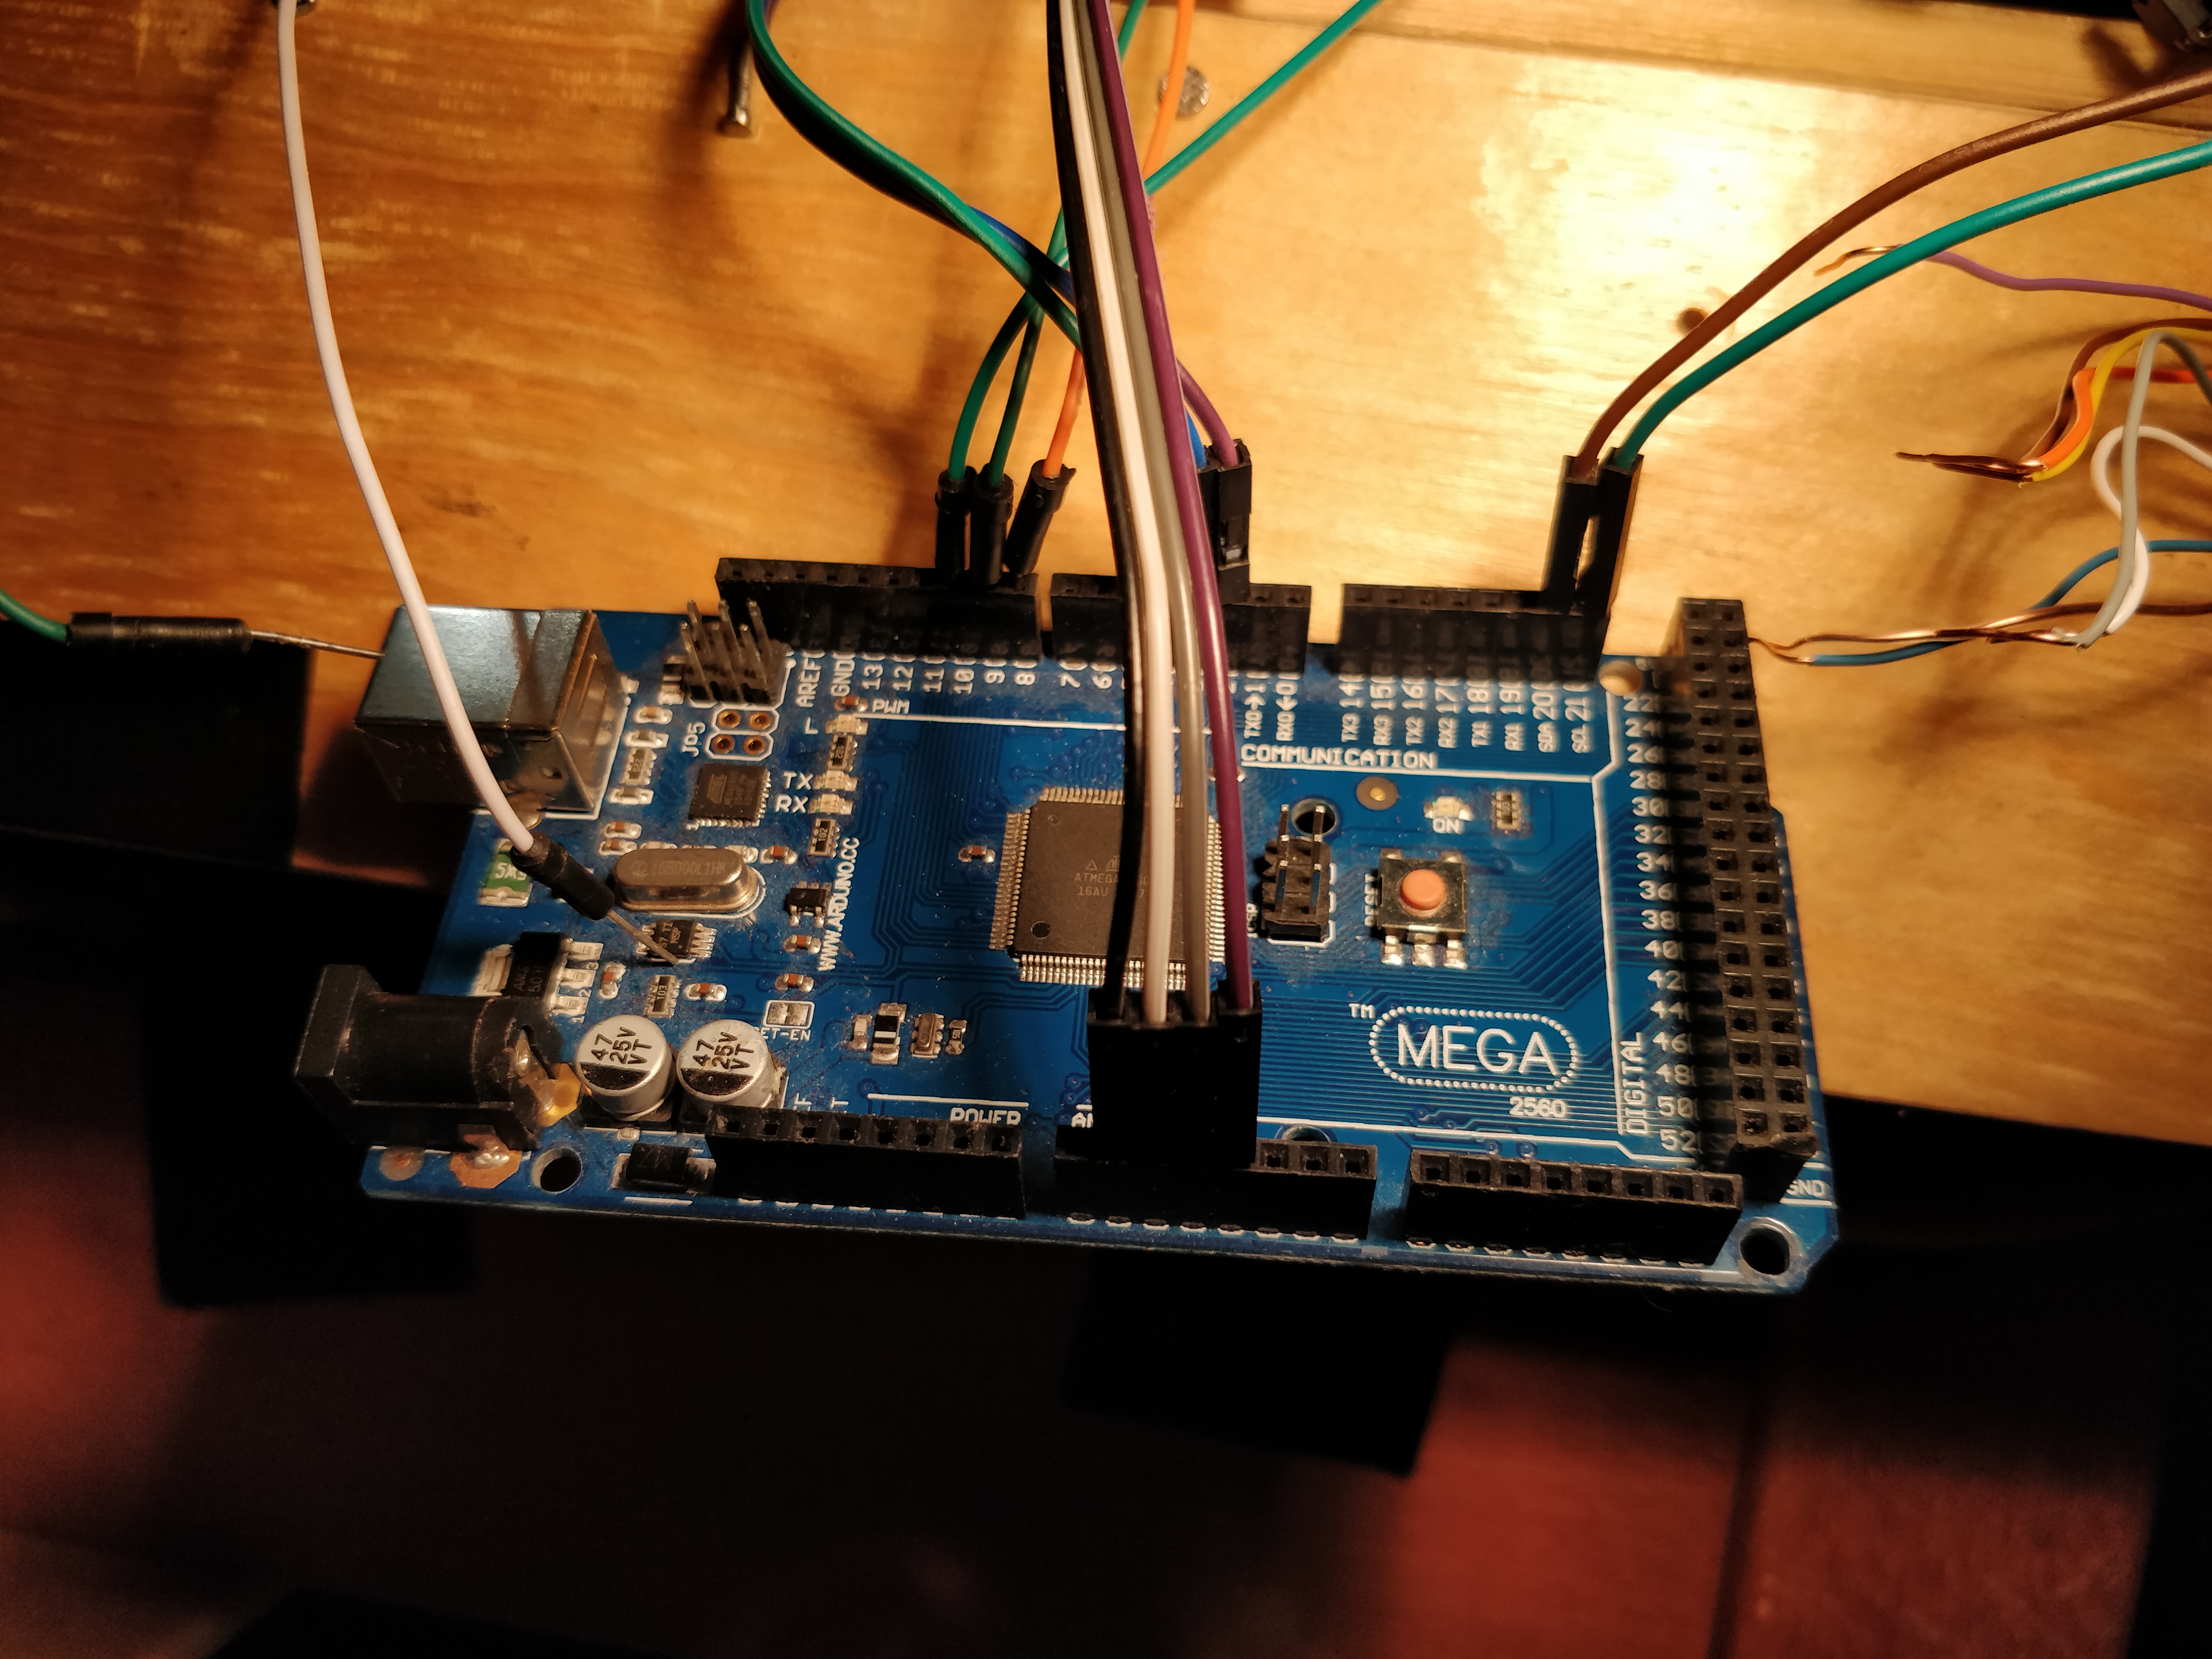 AREF
GND
13
12
11
10
9
8
7
6
TX0→1
RX0←0
TX3 14
RX3 15
TX2 16
RX2 17
TX1 18
RX1 19
SDA 20
SCL 21
PWM
L
JP5
COMMUNICATION
TX
RX
ON
WWW.ARDUINO.CC
ATMEGA
16AU
47
25V
VT
47
25V
VT
103
TM
MEGA
2560
POWER
DIGITAL
22
26
28
30
32
34
36
38
40
42
44
46
48
50
52
GND